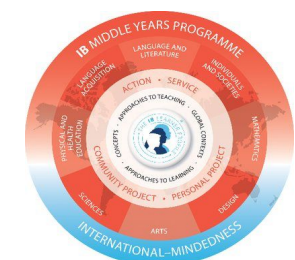 IB MIDDLE YEARS PROGRAMME
LANGUAGE AND
LITERATURE
LANGUAGE
ACQUISITION
INDIVIDUALS
AND SOCIETIES
PHYSICAL AND
HEALTH
EDUCATION
MATHEMATICS
SCIENCES
ARTS
DESIGN
ACTION • SERVICE
COMMUNITY PROJECT • PERSONAL PROJECT
APPROACHES TO TEACHING
GLOBAL CONTEXTS
CONCEPTS
APPROACHES TO LEARNING
INTERNATIONAL–MINDEDNESS